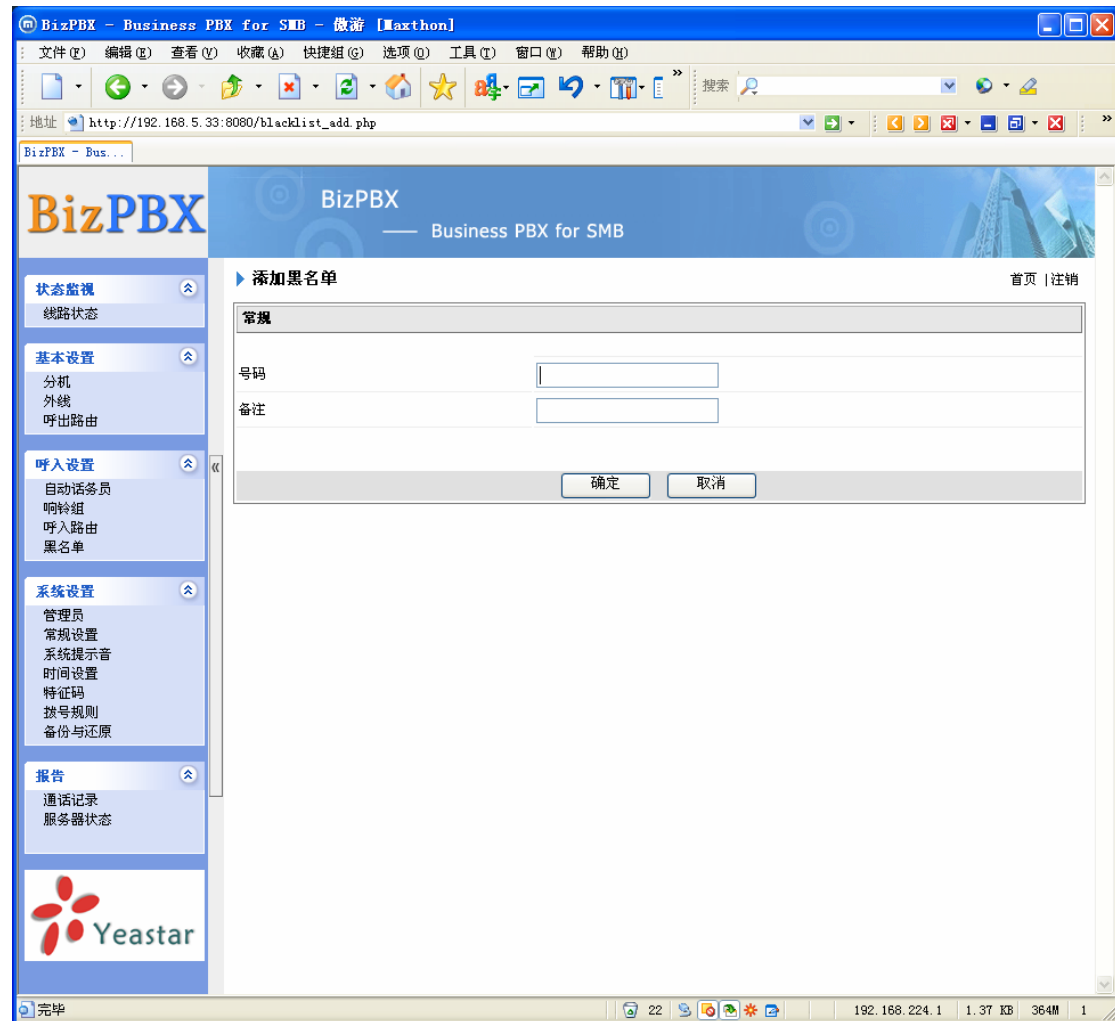 BizPBX - Business PBX for SMB - 傲游 [Maxthon]
文件(F) 编辑(E) 查看(V) 收藏(A) 快捷组(G) 选项(O) 工具(T) 窗口(W) 帮助(H)
搜索
地址 http://192.168.5.33:8080/blacklist_add.php
BizPBX - Bus...
BizPBX
BizPBX
—— Business PBX for SMB
添加黑名单
首页 |注销
状态监视
线路状态
基本设置
分机
外线
呼出路由
呼入设置
自动话务员
响铃组
呼入路由
黑名单
系统设置
管理员
常规设置
系统提示音
时间设置
特征码
拨号规则
备份与还原
报告
通话记录
服务器状态
Yeastar
常规
号码
备注
确定 取消
完毕 22 192.168.224.1 1.37 KB 364M 1